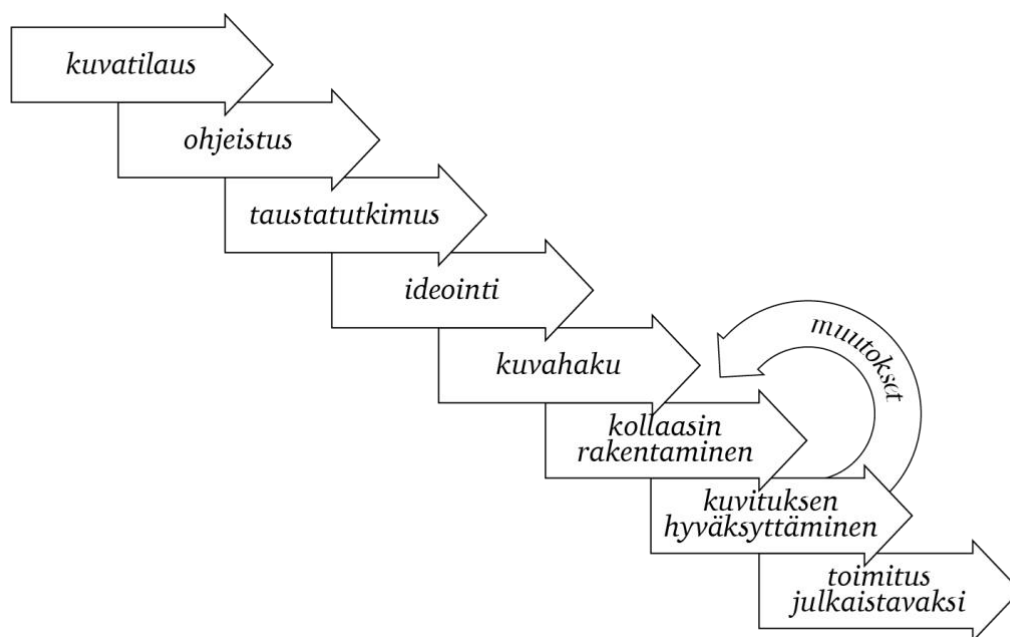 kuvatilaus
ohjeistus
taustatutkimus
ideointi
kuvahaku
muutokset
kollaasin
rakentaminen
kuvituksen
hyväksyttäminen
toimitus
julkaistavaksi